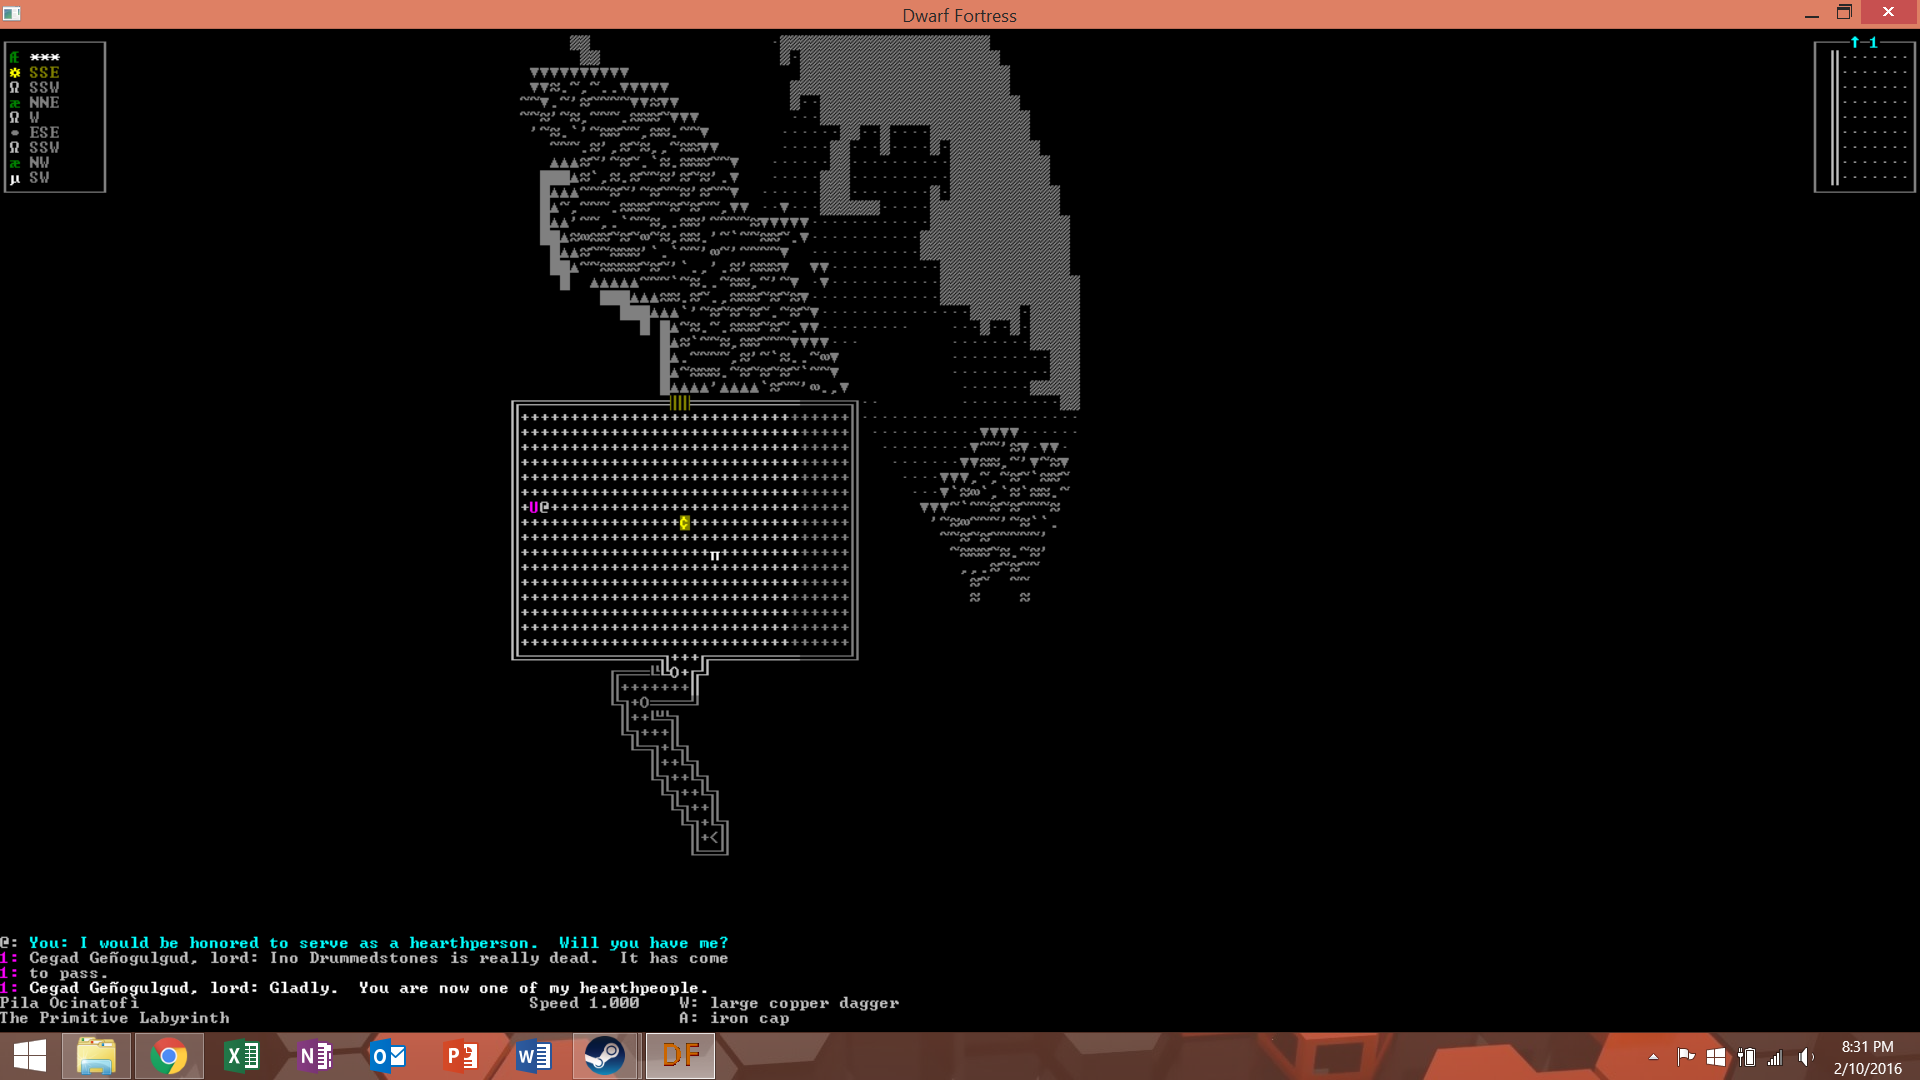 Dwarf Fortress
Æ ***
☼ SSE
Ω SSW
æ NNE
Ω W
• ESE
Ω SSW
æ NW
µ SW
↑ 1
@: You: I would be honored to serve as a hearthperson.  Will you have me?
1: Cegad Geñogulgud, lord: Ino Drummedstones is really dead.  It has come
1: to pass.
1: Cegad Geñogulgud, lord: Gladly.  You are now one of my hearthpeople.
Pila Ocinatofi Speed 1.000 W: large copper dagger
The Primitive Labyrinth A: iron cap
DF
8:31 PM
2/10/2016